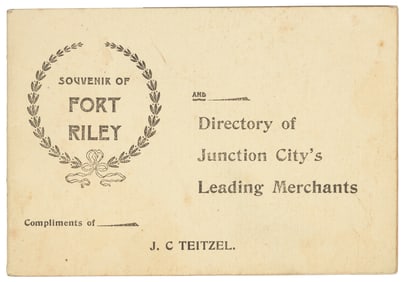 SOUVENIR OF
FORT
RILEY
AND
Directory of
Junction City's
Leading Merchants
Compliments of
J. C TEITZEL.